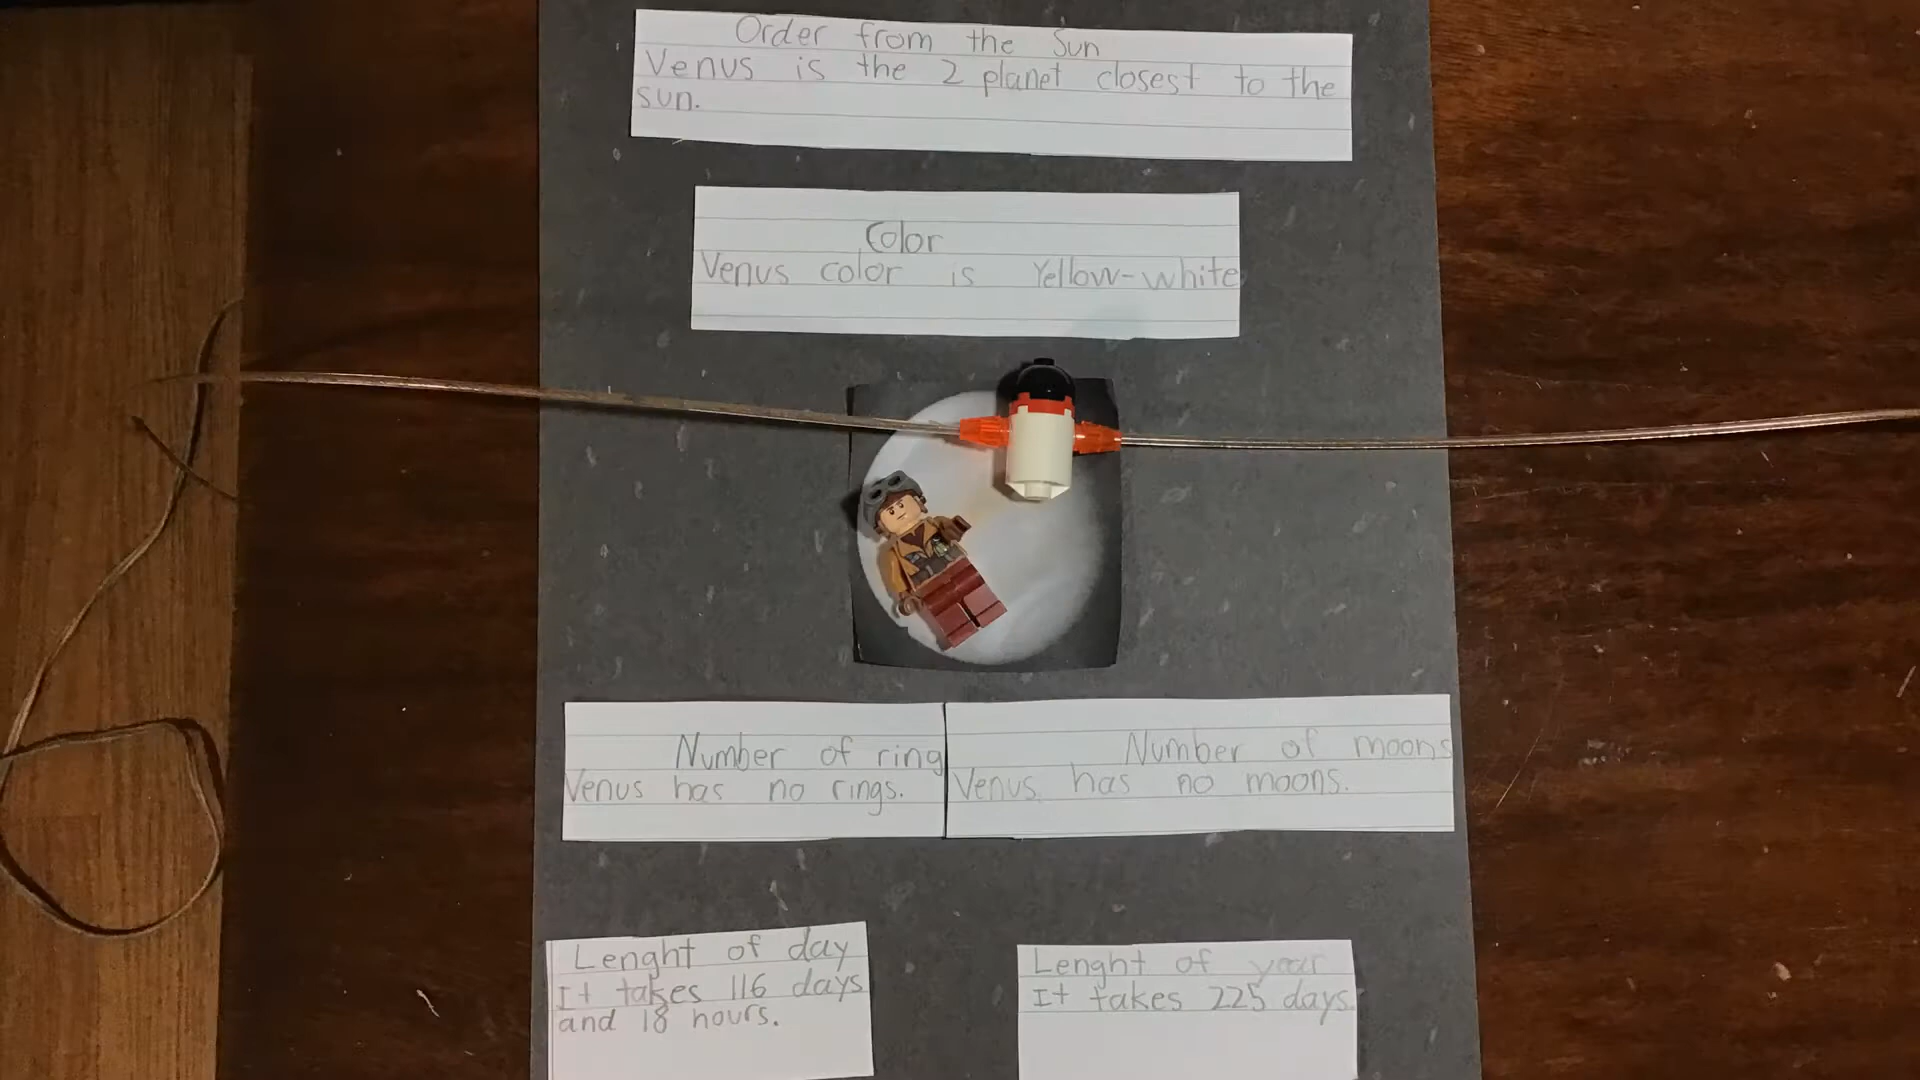 Order from the Sun
Venus is the 2 planet closest to the
sun.
Color
Venus color is Yellow-white
Number of ring
Venus has no rings.
Number of moons
Venus has no moons.
Lenght of day
It takes 116 days
and 18 hours.
Lenght of year
It takes 225 days.